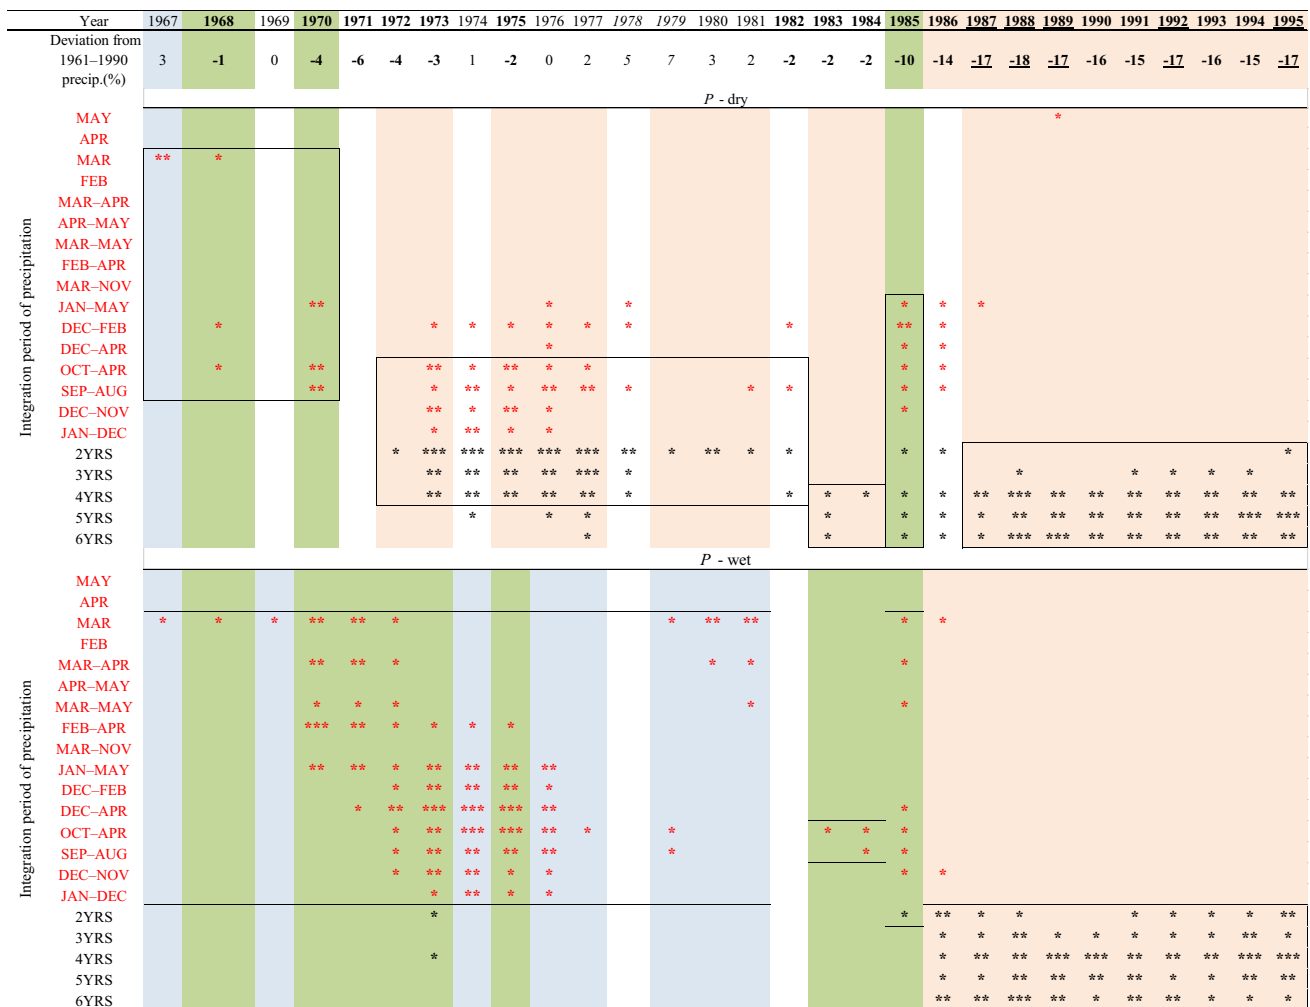 Year 1967 1968 1969 1970 1971 1972 1973 1974 1975 1976 1977 1978 1979 1980 1981 1982 1983 1984 1985 1986 1987 1988 1989 1990 1991 1992 1993 1994 1995
Deviation from
1961–1990 3 -1 0 -4 -6 -4 -3 1 -2 0 2 5 7 3 2 -2 -2 -2 -10 -14 -17 -18 -17 -16 -15 -17 -16 -15 -17
precip.(%)
P - dry
Integration period of precipitation
MAY *
APR
MAR ** *
FEB
MAR–APR
APR–MAY
MAR–MAY
FEB–APR
MAR–NOV
JAN–MAY ** * * * * *
DEC–FEB * * * * * * * * ** *
DEC–APR * * *
OCT–APR * ** ** * ** * * * *
SEP–AUG ** * ** * ** ** * * * * *
DEC–NOV ** * ** * *
JAN–DEC * ** * *
2YRS * *** *** *** *** *** ** * ** * * * * *
3YRS ** ** ** ** *** * * * * * *
4YRS ** ** ** ** ** * * * * * * ** *** ** ** ** ** ** ** **
5YRS * * * * * * * ** ** ** ** ** ** *** ***
6YRS * * * * * *** *** ** ** ** ** ** **
P - wet
Integration period of precipitation
MAY
APR
MAR * * * ** ** * * ** ** * *
FEB
MAR–APR ** ** * * * *
APR–MAY
MAR–MAY * * * * *
FEB–APR *** ** * * * *
MAR–NOV
JAN–MAY ** ** * ** ** ** **
DEC–FEB * ** ** ** *
DEC–APR * ** *** *** *** ** *
OCT–APR * ** *** *** ** * * * * *
SEP–AUG * ** ** ** ** * * *
DEC–NOV * ** ** * * * *
JAN–DEC * ** * *
2YRS * * ** * * * * * * **
3YRS * * ** * * * * * ** *
4YRS * * ** ** *** *** ** ** ** *** ***
5YRS * * ** ** ** ** * * ** **
6YRS ** ** *** ** * ** ** * * *